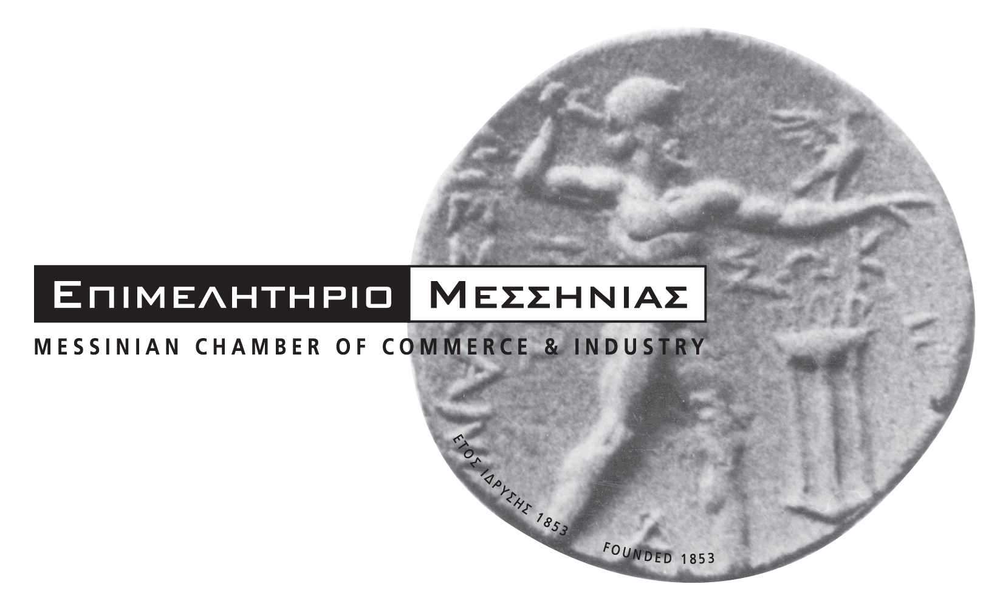 ΕΠΙΜΕΛΗΤΗΡΙΟ ΜΕΣΣΗΝΙΑΣ
MESSINIAN CHAMBER OF COMMERCE & INDUSTRY
ΕΤΟΣ ΙΔΡΥΣΗΣ 1853
FOUNDED 1853